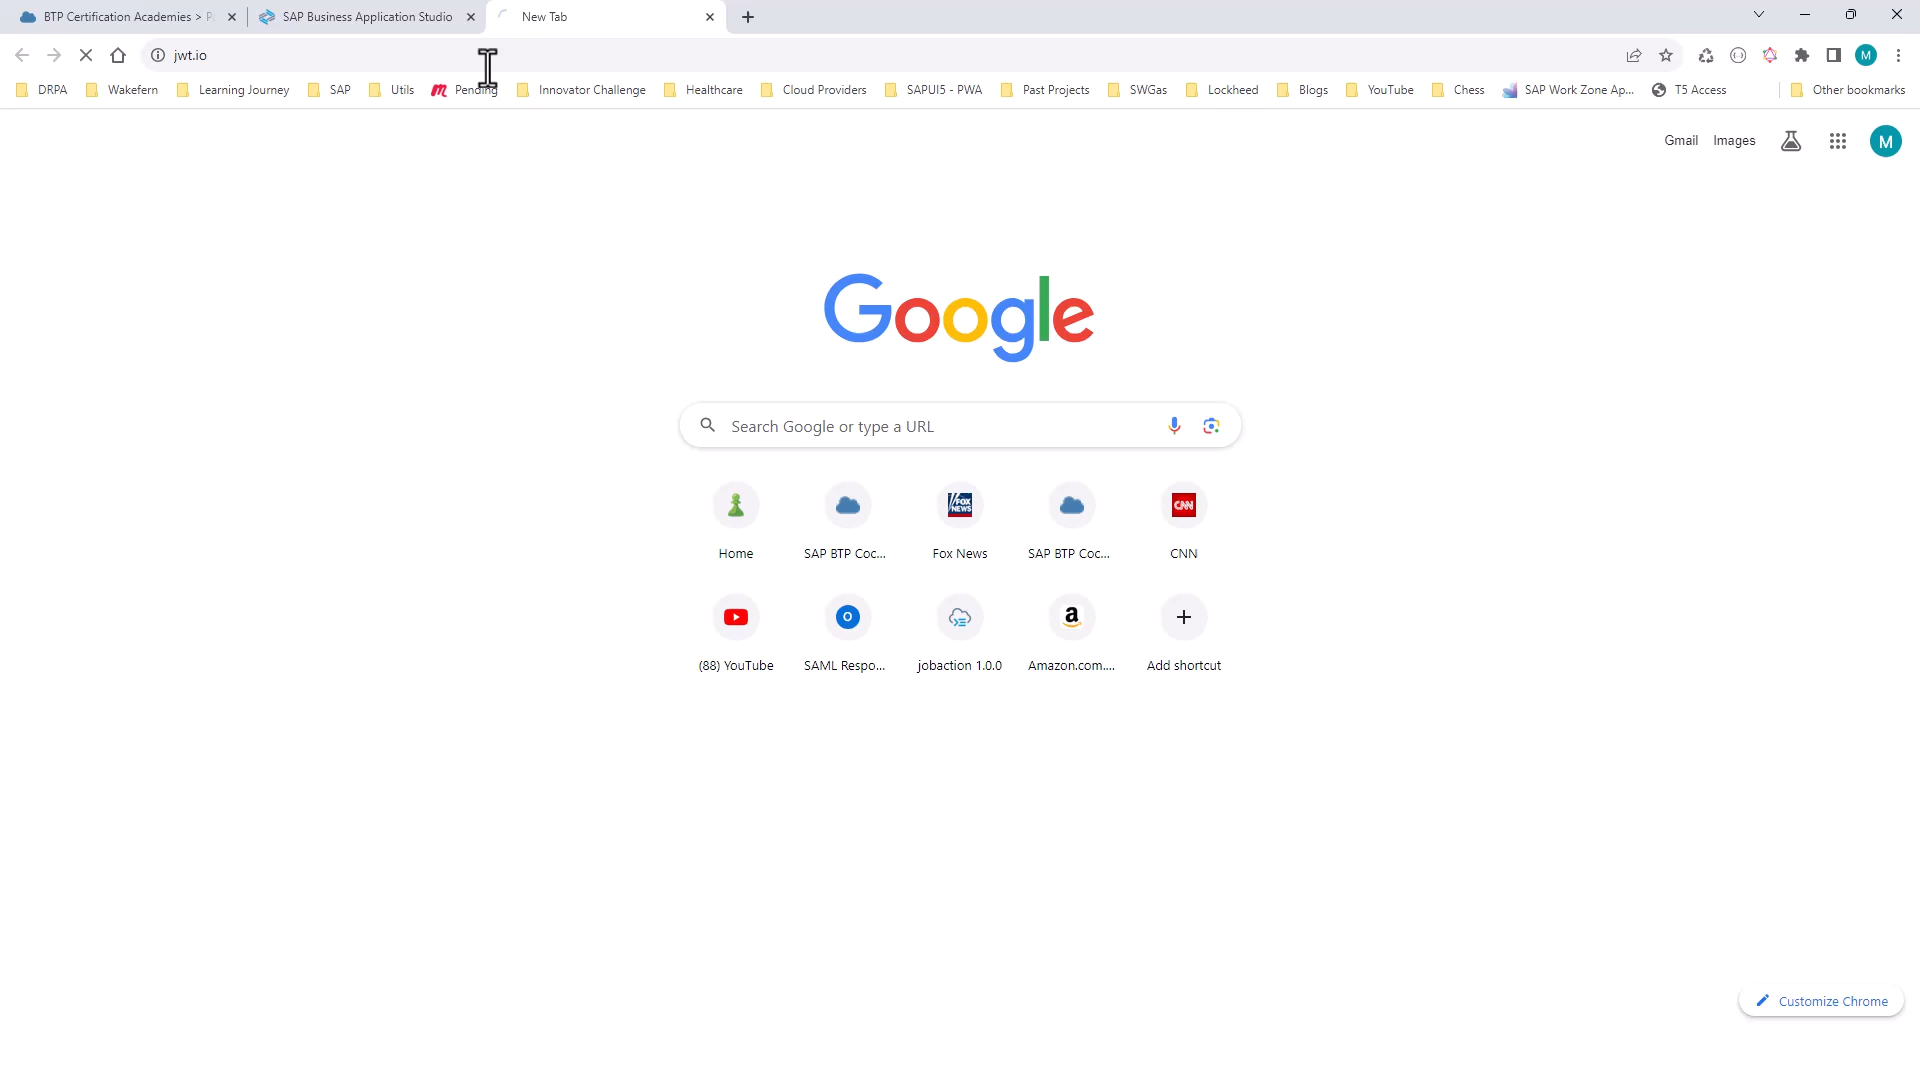 BTP Certification Academies > P
SAP Business Application Studio
New Tab
jwt.io
DRPA
Wakefern
Learning Journey
SAP
Utils
Pending
Innovator Challenge
Healthcare
Cloud Providers
SAPUI5 - PWA
Past Projects
SWGas
Lockheed
Blogs
YouTube
Chess
SAP Work Zone Ap...
T5 Access
Other bookmarks
Gmail
Images
M
M
Google
Search Google or type a URL
FOX NEWS
CNN
Home
SAP BTP Coc...
Fox News
SAP BTP Coc...
CNN
O
a
(88) YouTube
SAML Respo...
jobaction 1.0.0
Amazon.com....
Add shortcut
Customize Chrome